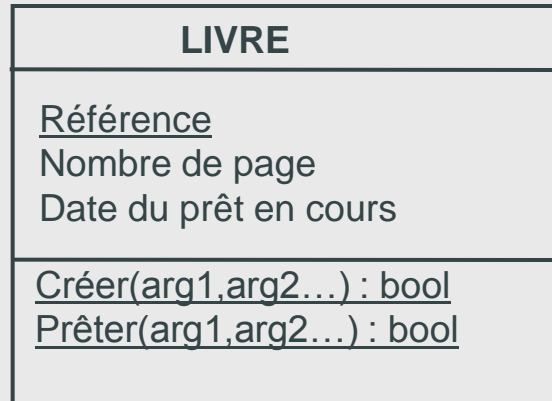 LIVRE
Référence
Nombre de page
Date du prêt en cours
Créer(arg1,arg2…) : bool
Prêter(arg1,arg2…) : bool